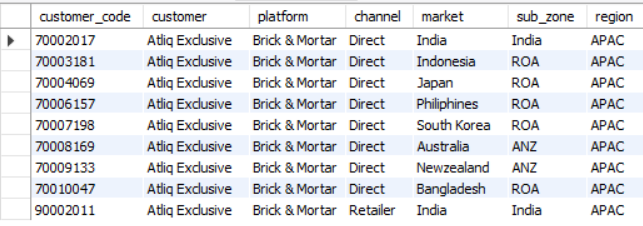 customer_code customer platform channel market sub_zone region
70002017 Atliq Exclusive Brick & Mortar Direct India India APAC
70003181 Atliq Exclusive Brick & Mortar Direct Indonesia ROA APAC
70004069 Atliq Exclusive Brick & Mortar Direct Japan ROA APAC
70006157 Atliq Exclusive Brick & Mortar Direct Philiphines ROA APAC
70007198 Atliq Exclusive Brick & Mortar Direct South Korea ROA APAC
70008169 Atliq Exclusive Brick & Mortar Direct Australia ANZ APAC
70009133 Atliq Exclusive Brick & Mortar Direct Newzealand ANZ APAC
70010047 Atliq Exclusive Brick & Mortar Direct Bangladesh ROA APAC
90002011 Atliq Exclusive Brick & Mortar Retailer India India APAC